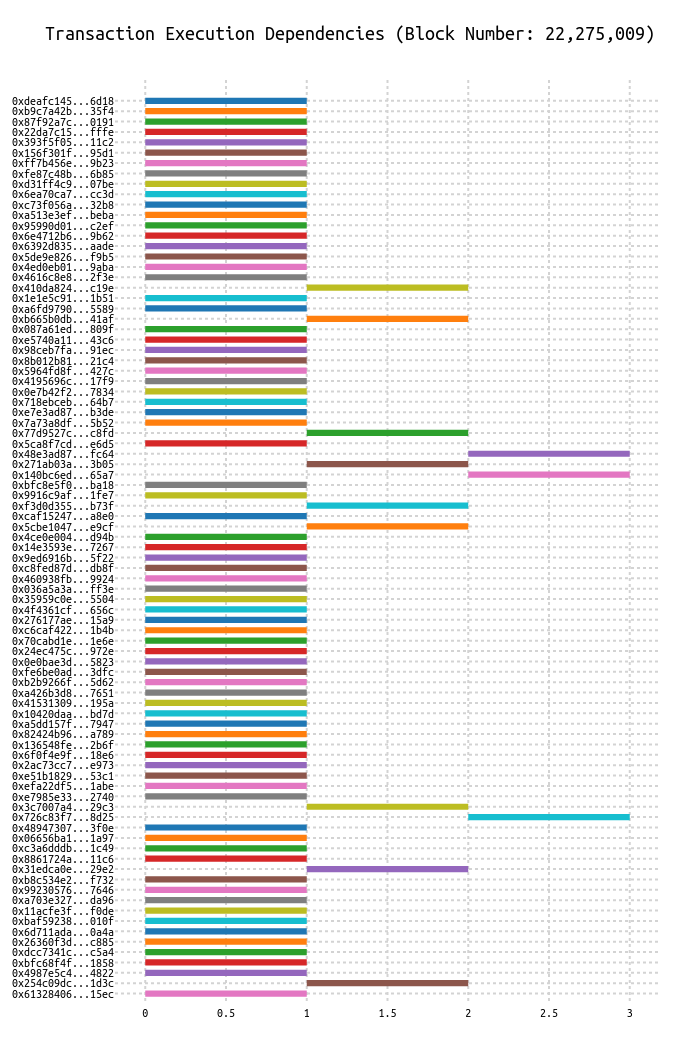 Transaction Execution Dependencies (Block Number: 22,275,009)
0xdeafc145...6d18
0xb9c7a42b...35f4
0x87f92a7c...0191
0x22da7c15...fffe
0x393f5f05...11c2
0x156f301f...95d1
0xff7b456e...9b23
0xfe87c48b...6b85
0xd31ff4c9...07be
0x6ea70ca7...cc3d
0xc73f056a...32b8
0xa513e3ef...beba
0x95990d01...c2ef
0x6e4712b6...9b62
0x6392d835...aade
0x5de9e826...f9b5
0x4ed0eb01...9aba
0x4616c8e8...2f3e
0x410da824...c19e
0x1e1e5c91...1b51
0xa6fd9790...5589
0xb665b0db...41af
0x087a61ed...809f
0xe5740a11...43c6
0x98ceb7fa...91ec
0x8b012b81...21c4
0x5964fd8f...427c
0x4195696c...17f9
0x0e7b42f2...7834
0x718ebceb...64b7
0xe7e3ad87...b3de
0x7a73a8df...5b52
0x77d9527c...c8fd
0x5ca8f7cd...e6d5
0x48e3ad87...fc64
0x271ab03a...3b05
0x140bc6ed...65a7
0xbfc8e5f0...ba18
0x9916c9af...1fe7
0xf3d0d355...b73f
0xcaf15247...a8e0
0x5cbe1047...e9cf
0x4ce0e004...d94b
0x14e3593e...7267
0x9ed6916b...5f22
0xc8fed87d...db8f
0x460938fb...9924
0x036a5a3a...ff3e
0x35959c0e...5504
0x4f4361cf...656c
0x276177ae...15a9
0xc6caf422...1b4b
0x70cabd1e...1e6e
0x24ec475c...972e
0x0e0bae3d...5823
0xfe6be0ad...3dfc
0xb2b9266f...5d62
0xa426b3d8...7651
0x41531309...195a
0x10420daa...bd7d
0xa5dd157f...7947
0x82424b96...a789
0x136548fe...2b6f
0x6f0f4e9f...18e6
0x2ac73cc7...e973
0xe51b1829...53c1
0xefa22df5...1abe
0xe7985e33...2740
0x3c7007a4...29c3
0x726c83f7...8d25
0x48947307...3f0e
0x06656ba1...1a97
0xc3a6dddb...1c49
0x8861724a...11c6
0x31edca0e...29e2
0xb8c534e2...f732
0x99230576...7646
0xa703e327...da96
0x11acfe3f...f0de
0xbaf59238...010f
0x6d711ada...0a4a
0x26360f3d...c885
0xdcc7341c...c5a4
0xbfc68f4f...1858
0x4987e5c4...4822
0x254c09dc...1d3c
0x61328406...15ec
0 0.5 1 1.5 2 2.5 3